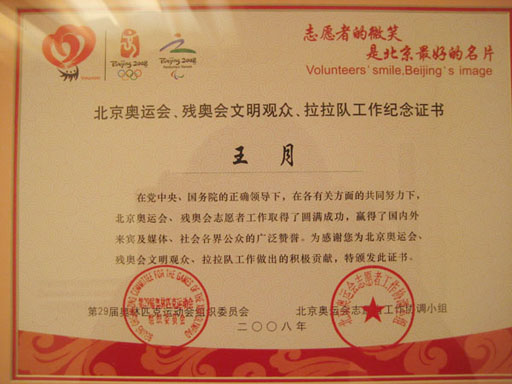 志愿者的微笑
是北京最好的名片
Volunteers' smile,Beijing's image
Beijing 2008
Beijing 2008
北京奥运会、残奥会文明观众、拉拉队工作纪念证书
王月
在党中央、国务院的正确领导下，在各有关方面的共同努力下，
北京奥运会、残奥会志愿者工作取得了圆满成功，赢得了国内外
来宾及媒体、社会各界公众的广泛赞誉。为感谢您为北京奥运会、
残奥会文明观众、拉拉队工作做出的积极贡献，特颁发此证书。
第29届奥林匹克运动会组织委员会
北京奥运会志愿者工作协调小组
二〇〇八年